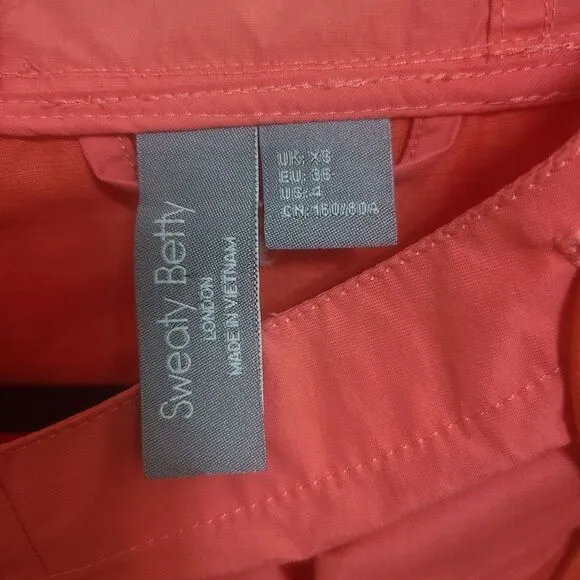 Sweaty Betty
LONDON
MADE IN VIETNAM
UK: XS
EU: 36
US: 4
CN: 160/80A